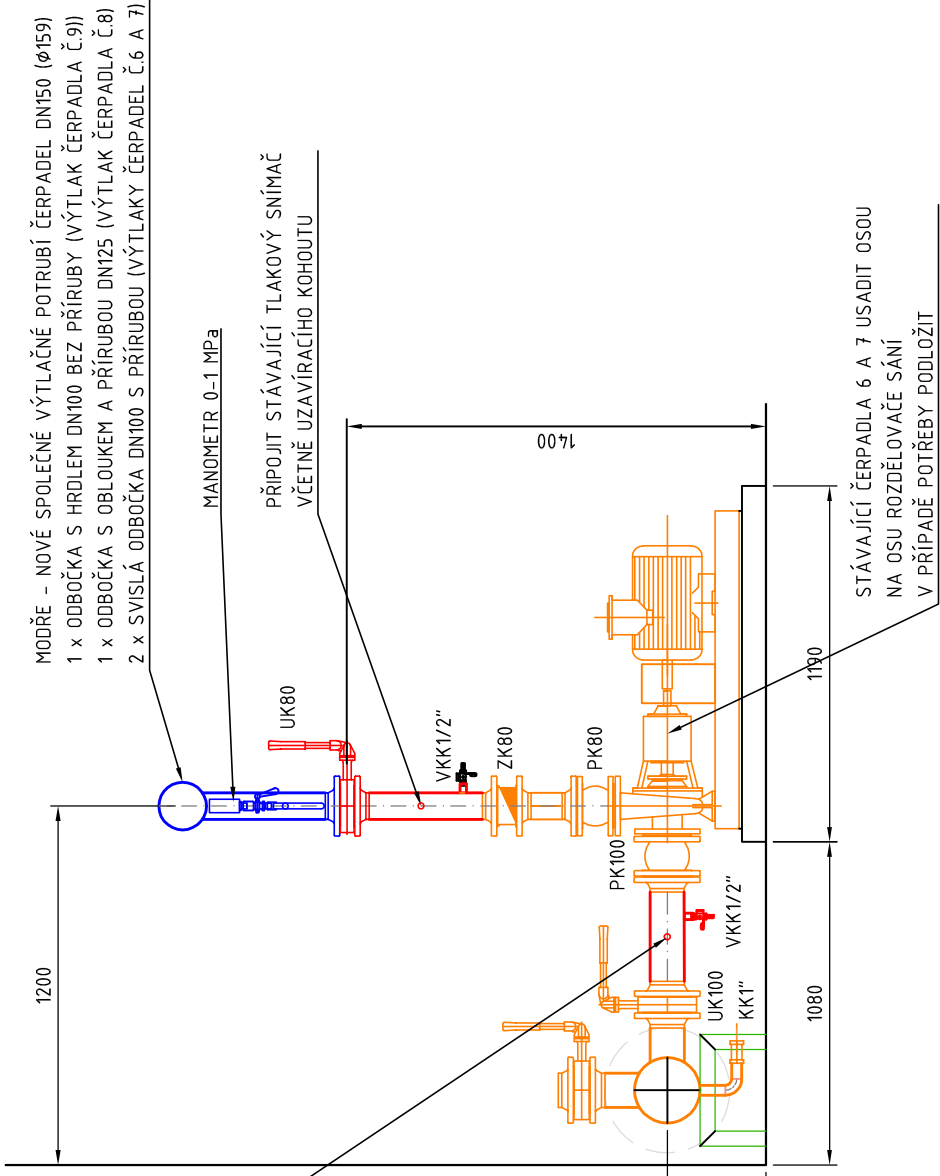 MODŘE - NOVÉ SPOLEČNÉ VÝTLAČNÉ POTRUBÍ ČERPADEL DN150 (ϕ159)
1 x ODBOČKA S HRDLEM DN100 BEZ PŘÍRUBY (VÝTLAK ČERPADLA Č.9))
1 x ODBOČKA S OBLOUKEM A PŘÍRUBOU DN125 (VÝTLAK ČERPADLA Č.8)
2 x SVISLÁ ODBOČKA DN100 S PŘÍRUBOU (VÝTLAKY ČERPADEL Č.6 A 7)
MANOMETR 0-1 MPa
PŘIPOJIT STÁVAJÍCÍ TLAKOVÝ SNÍMAČ
VČETNĚ UZAVÍRACÍHO KOHOUTU
UK80
VKK1/2"
ZK80
PK80
PK100
VKK1/2"
UK100
KK1"
1200
1400
1190
1080
STÁVAJÍCÍ ČERPADLA 6 A 7 USADIT OSOU
NA OSU ROZDĚLOVAČE SÁNÍ
V PŘÍPADĚ POTŘEBY PODLOŽIT